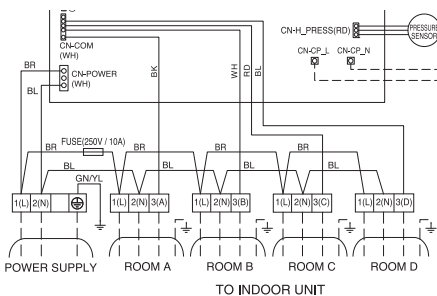 CN-H_PRESS(RD)
PRESSURE
SENSOR
CN-COM
(WH)
CN-CP_L CN-CP_N
BR
CN-POWER
(WH)
BL
BK
WH
RD
BL
FUSE(250V / 10A)
BR BR BR BR
BL BL BL BL
GN/YL
1(L) 2(N) 1(L) 2(N) 3(A) 1(L) 2(N) 3(B) 1(L) 2(N) 3(C) 1(L) 2(N) 3(D)
POWER SUPPLY ROOM A ROOM B ROOM C ROOM D
TO INDOOR UNIT